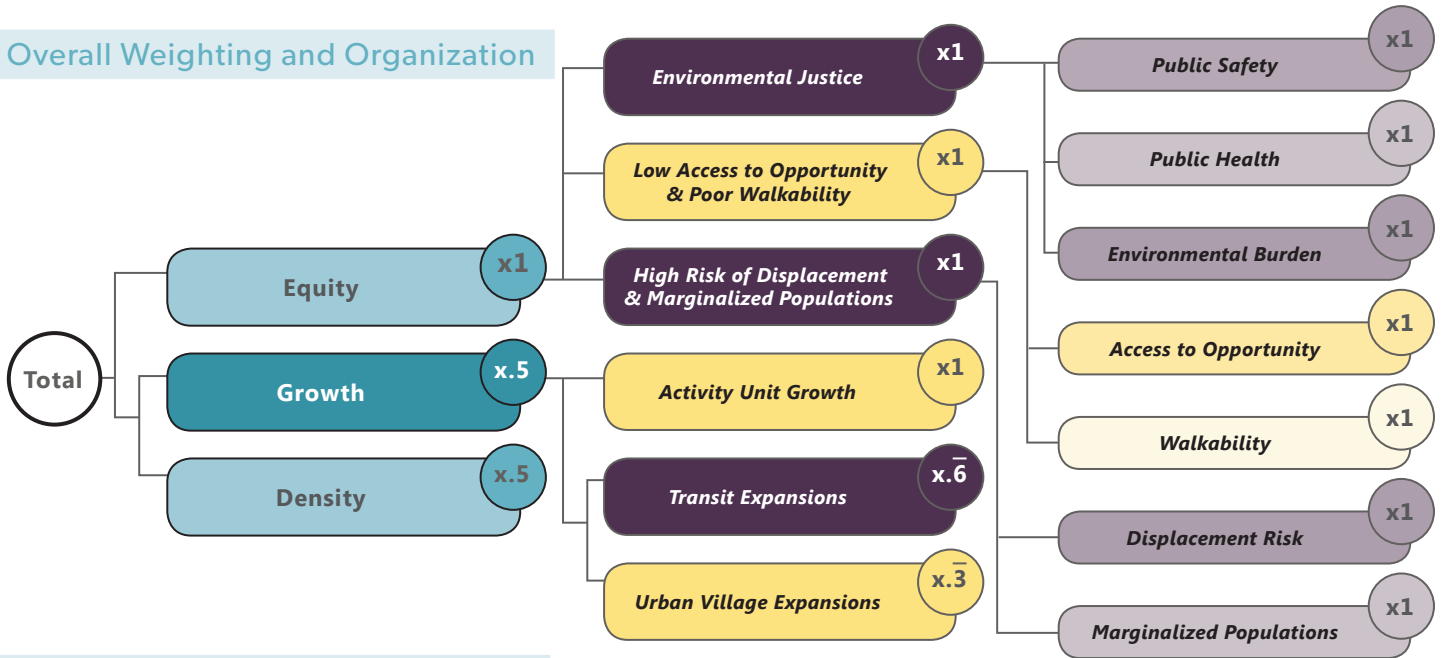 Overall Weighting and Organization
Total
Equity
x1
Growth
x.5
Density
x.5
Environmental Justice
x1
Low Access to Opportunity
& Poor Walkability
x1
High Risk of Displacement
& Marginalized Populations
x1
Activity Unit Growth
x1
Transit Expansions
x.6̅
Urban Village Expansions
x.3̅
Public Safety
x1
Public Health
x1
Environmental Burden
x1
Access to Opportunity
x1
Walkability
x1
Displacement Risk
x1
Marginalized Populations
x1